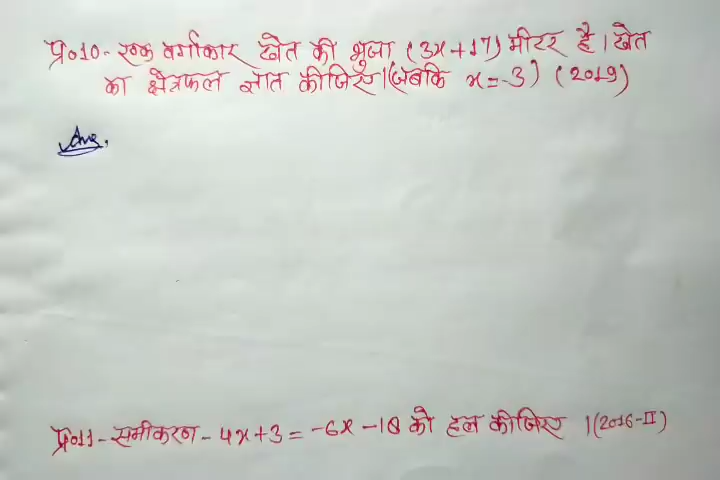 प्र०10- एक वर्गाकार खेत की भुजा (3x+17) मीटर है। खेत
का क्षेत्रफल ज्ञात कीजिए।(जबकि x=-3) (2019)
Ans.
प्र०11- समीकरण - 4x+3 = -6x -18 को हल कीजिए । (2016-II)